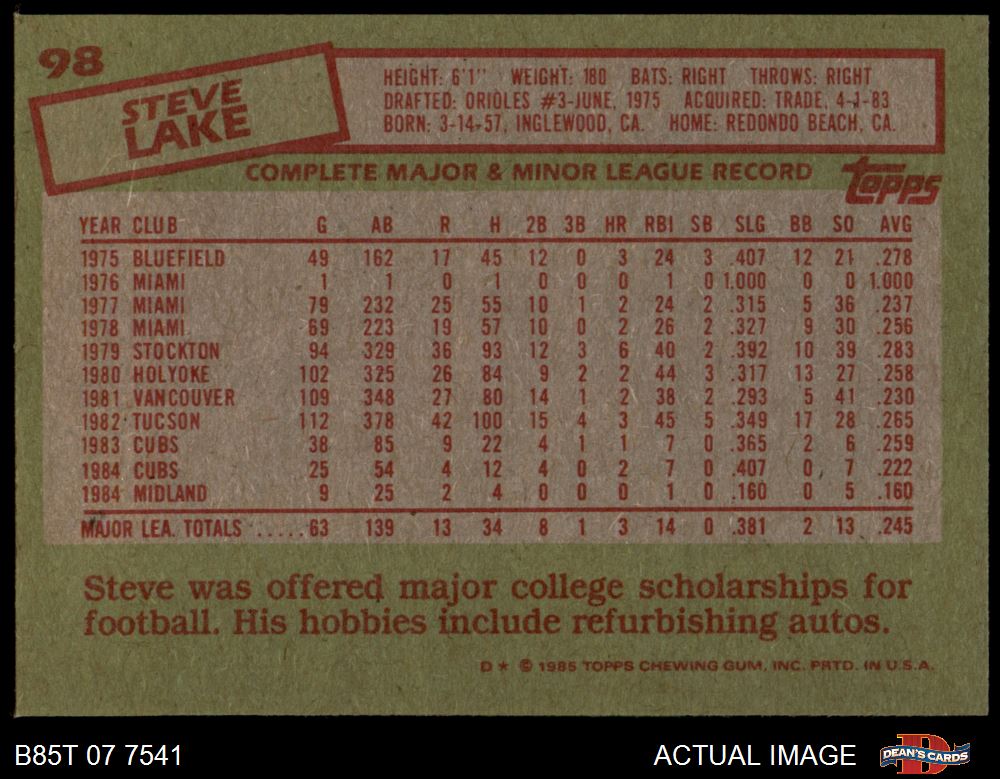 98
STEVE
LAKE
HEIGHT: 6'1" WEIGHT: 180 BATS: RIGHT THROWS: RIGHT
DRAFTED: ORIOLES #3-JUNE, 1975 ACQUIRED: TRADE, 4-1-83
BORN: 3-14-57, INGLEWOOD, CA. HOME: REDONDO BEACH, CA.
COMPLETE MAJOR & MINOR LEAGUE RECORD
topps
YEAR CLUB G AB R H 2B 3B HR RBI SB SLG BB SO AVG
1975 BLUEFIELD 49 162 17 45 12 0 3 24 3 .407 12 21 .278
1976 MIAMI 1 1 0 1 0 0 0 1 0 1.000 0 0 1.000
1977 MIAMI 79 232 25 55 10 1 2 24 2 .315 5 36 .237
1978 MIAMI 69 223 19 57 10 0 2 26 2 .327 9 30 .256
1979 STOCKTON 94 329 36 93 12 3 6 40 2 .392 10 39 .283
1980 HOLYOKE 102 325 26 84 9 2 2 44 3 .317 13 27 .258
1981 VANCOUVER 109 348 27 80 14 1 2 38 2 .293 5 41 .230
1982 TUCSON 112 378 42 100 15 4 3 45 5 .349 17 28 .265
1983 CUBS 38 85 9 22 4 1 1 7 0 .365 2 6 .259
1984 CUBS 25 54 4 12 4 0 2 7 0 .407 0 7 .222
1984 MIDLAND 9 25 2 4 0 0 0 1 0 .160 0 5 .160
MAJOR LEA. TOTALS .....63 139 13 34 8 1 3 14 0 .381 2 13 .245
Steve was offered major college scholarships for
football. His hobbies include refurbishing autos.
D * © 1985 TOPPS CHEWING GUM, INC. PRTD. IN U.S.A.
B85T 07 7541 ACTUAL IMAGE DEAN'S CARDS